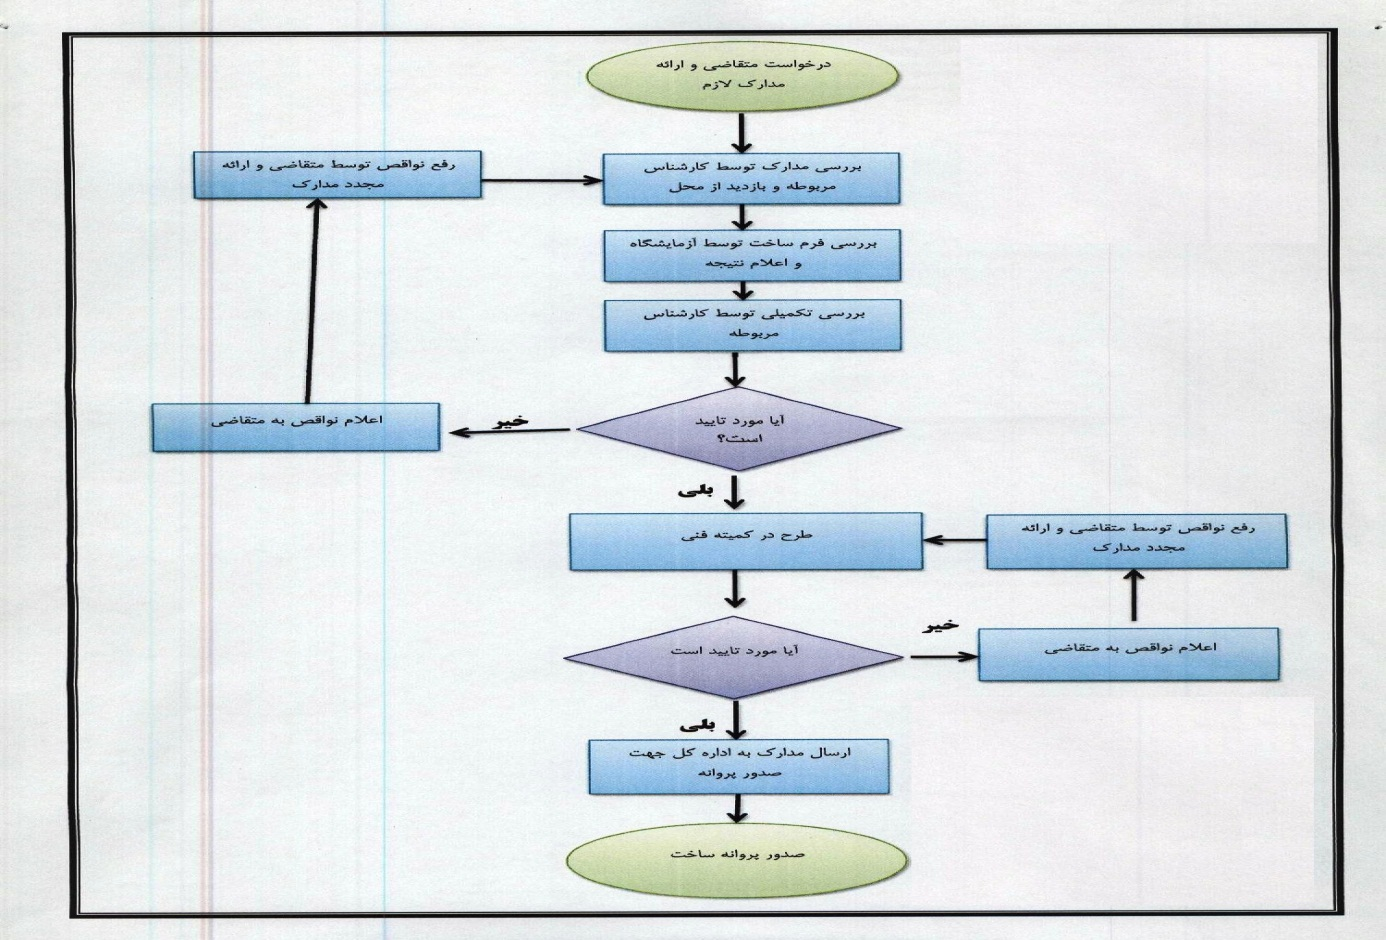 درخواست متقاضی و ارائه
مدارک لازم
بررسی مدارک توسط کارشناس
مربوطه و بازدید از محل
رفع نواقص توسط متقاضی و ارائه
مجدد مدارک
بررسی فرم ساخت توسط آزمایشگاه
و اعلام نتیجه
بررسی تکمیلی توسط کارشناس
مربوطه
آیا مورد تایید
است؟
خیر
اعلام نواقص به متقاضی
بلی
طرح در کمیته فنی
رفع نواقص توسط متقاضی و ارائه
مجدد مدارک
آیا مورد تایید است
خیر
اعلام نواقص به متقاضی
بلی
ارسال مدارک به اداره کل جهت
صدور پروانه
صدور پروانه ساخت